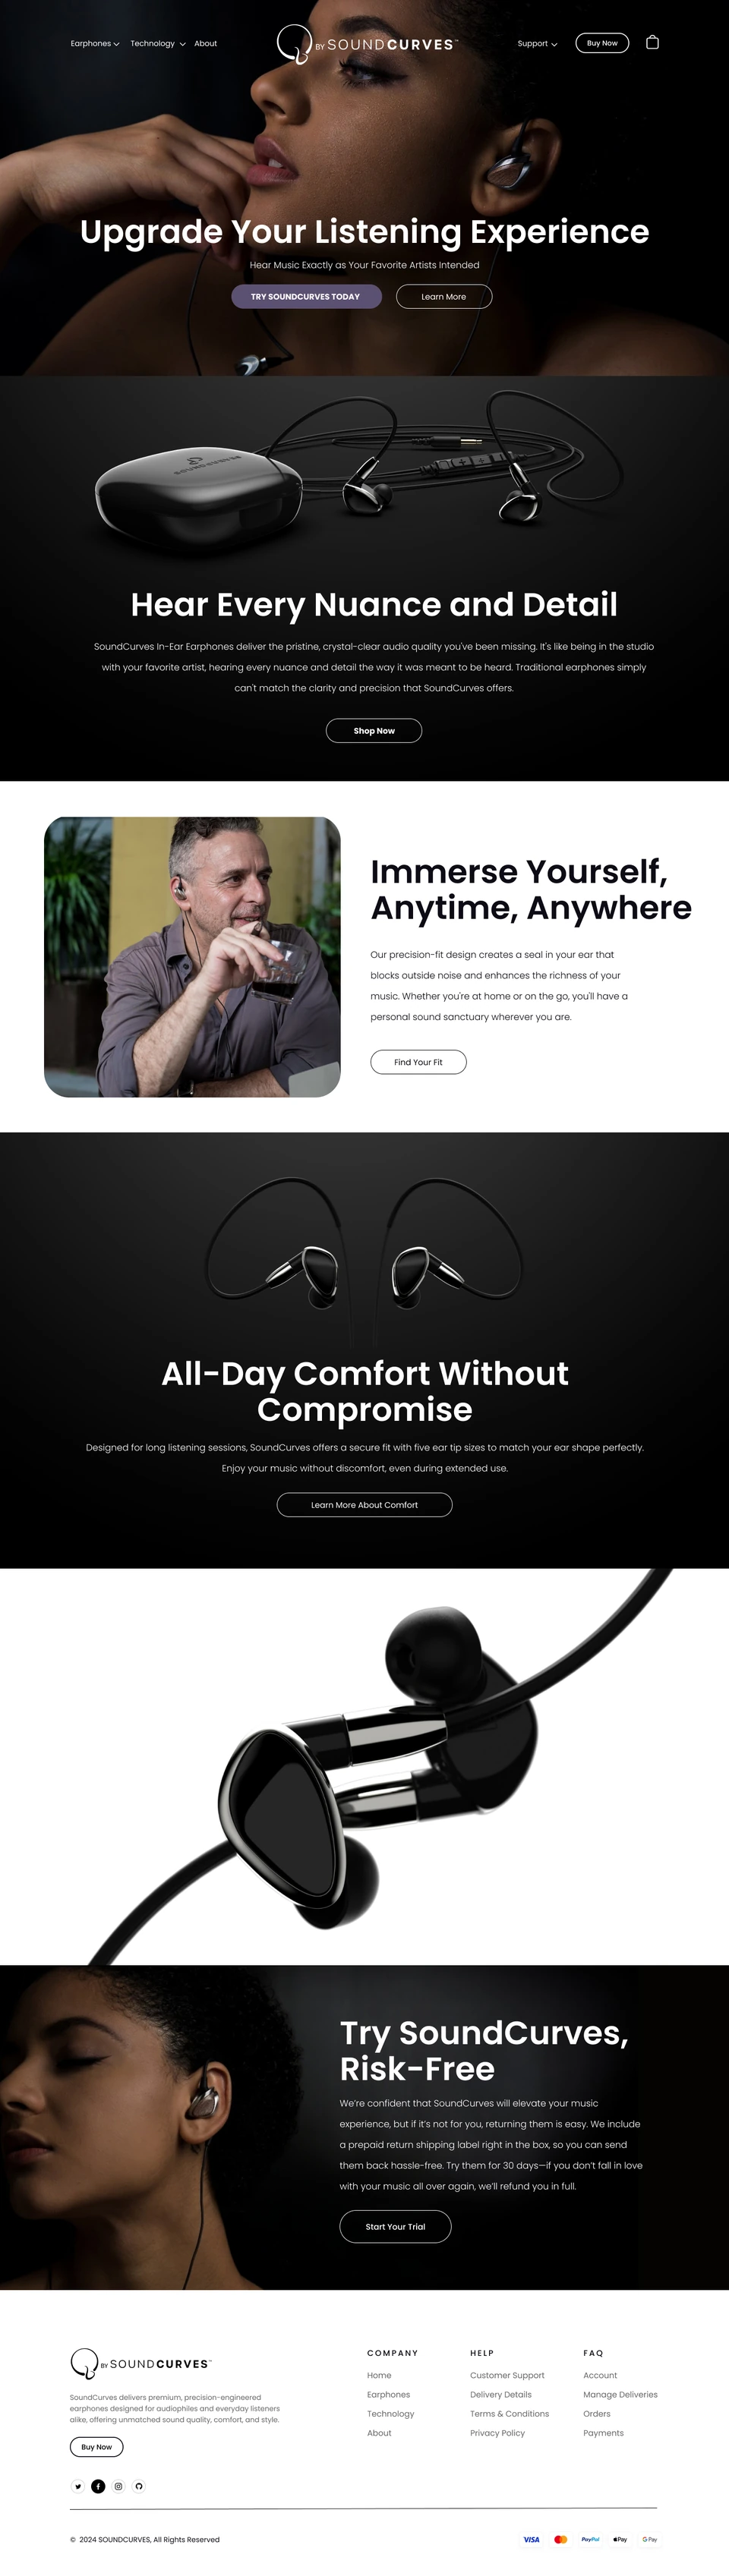 Earphones Technology About
BY SOUNDCURVES™
Support Buy Now
Upgrade Your Listening Experience
Hear Music Exactly as Your Favorite Artists Intended
TRY SOUNDCURVES TODAY Learn More
SOUNDCURVES
Hear Every Nuance and Detail
SoundCurves In-Ear Earphones deliver the pristine, crystal-clear audio quality you've been missing. It's like being in the studio
with your favorite artist, hearing every nuance and detail the way it was meant to be heard. Traditional earphones simply
can't match the clarity and precision that SoundCurves offers.
Shop Now
Immerse Yourself,
Anytime, Anywhere
Our precision-fit design creates a seal in your ear that
blocks outside noise and enhances the richness of your
music. Whether you're at home or on the go, you'll have a
personal sound sanctuary wherever you are.
Find Your Fit
All-Day Comfort Without
Compromise
Designed for long listening sessions, SoundCurves offers a secure fit with five ear tip sizes to match your ear shape perfectly.
Enjoy your music without discomfort, even during extended use.
Learn More About Comfort
Try SoundCurves,
Risk-Free
We're confident that SoundCurves will elevate your music
experience, but if it's not for you, returning them is easy. We include
a prepaid return shipping label right in the box, so you can send
them back hassle-free. Try them for 30 days—if you don't fall in love
with your music all over again, we'll refund you in full.
Start Your Trial
BY SOUNDCURVES™
SoundCurves delivers premium, precision-engineered
earphones designed for audiophiles and everyday listeners
alike, offering unmatched sound quality, comfort, and style.
Buy Now
COMPANY
Home
Earphones
Technology
About
HELP
Customer Support
Delivery Details
Terms & Conditions
Privacy Policy
FAQ
Account
Manage Deliveries
Orders
Payments
© 2024 SOUNDCURVES, All Rights Reserved
VISA PayPal Pay G Pay